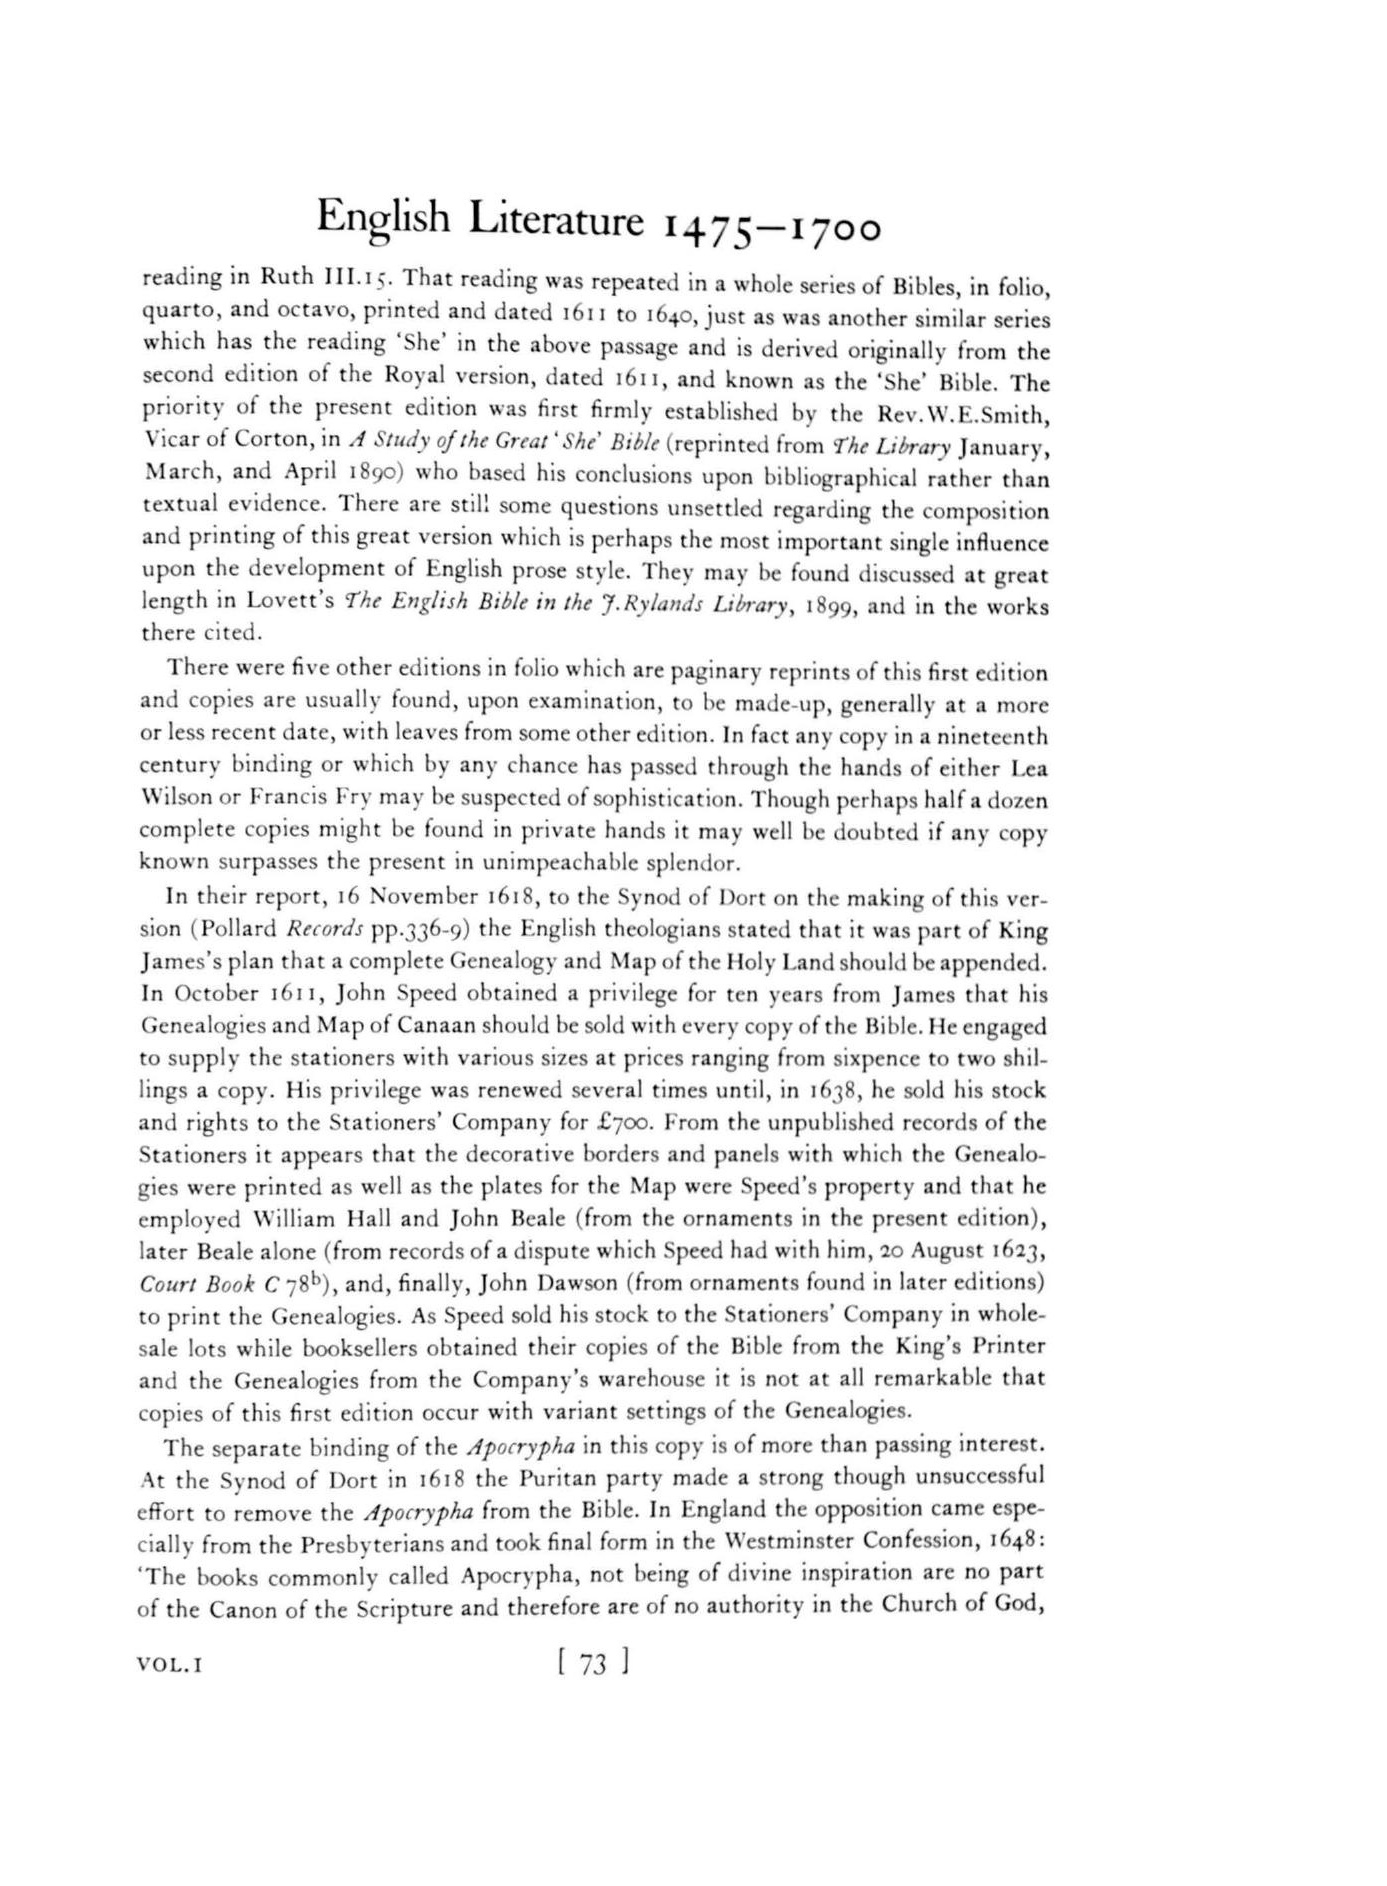 English Literature 1475–1700
reading in Ruth III.15. That reading was repeated in a whole series of Bibles, in folio,
quarto, and octavo, printed and dated 1611 to 1640, just as was another similar series
which has the reading ‘She’ in the above passage and is derived originally from the
second edition of the Royal version, dated 1611, and known as the ‘She’ Bible. The
priority of the present edition was first firmly established by the Rev.W.E.Smith,
Vicar of Corton, in A Study of the Great ‘She’ Bible (reprinted from The Library January,
March, and April 1890) who based his conclusions upon bibliographical rather than
textual evidence. There are still some questions unsettled regarding the composition
and printing of this great version which is perhaps the most important single influence
upon the development of English prose style. They may be found discussed at great
length in Lovett’s The English Bible in the J.Rylands Library, 1899, and in the works
there cited.
There were five other editions in folio which are paginary reprints of this first edition
and copies are usually found, upon examination, to be made-up, generally at a more
or less recent date, with leaves from some other edition. In fact any copy in a nineteenth
century binding or which by any chance has passed through the hands of either Lea
Wilson or Francis Fry may be suspected of sophistication. Though perhaps half a dozen
complete copies might be found in private hands it may well be doubted if any copy
known surpasses the present in unimpeachable splendor.
In their report, 16 November 1618, to the Synod of Dort on the making of this ver-
sion (Pollard Records pp.336-9) the English theologians stated that it was part of King
James’s plan that a complete Genealogy and Map of the Holy Land should be appended.
In October 1611, John Speed obtained a privilege for ten years from James that his
Genealogies and Map of Canaan should be sold with every copy of the Bible. He engaged
to supply the stationers with various sizes at prices ranging from sixpence to two shil-
lings a copy. His privilege was renewed several times until, in 1638, he sold his stock
and rights to the Stationers’ Company for £700. From the unpublished records of the
Stationers it appears that the decorative borders and panels with which the Genealo-
gies were printed as well as the plates for the Map were Speed’s property and that he
employed William Hall and John Beale (from the ornaments in the present edition),
later Beale alone (from records of a dispute which Speed had with him, 20 August 1623,
Court Book C 78b), and, finally, John Dawson (from ornaments found in later editions)
to print the Genealogies. As Speed sold his stock to the Stationers’ Company in whole-
sale lots while booksellers obtained their copies of the Bible from the King’s Printer
and the Genealogies from the Company’s warehouse it is not at all remarkable that
copies of this first edition occur with variant settings of the Genealogies.
The separate binding of the Apocrypha in this copy is of more than passing interest.
At the Synod of Dort in 1618 the Puritan party made a strong though unsuccessful
effort to remove the Apocrypha from the Bible. In England the opposition came espe-
cially from the Presbyterians and took final form in the Westminster Confession, 1648:
‘The books commonly called Apocrypha, not being of divine inspiration are no part
of the Canon of the Scripture and therefore are of no authority in the Church of God,
VOL.I
[ 73 ]